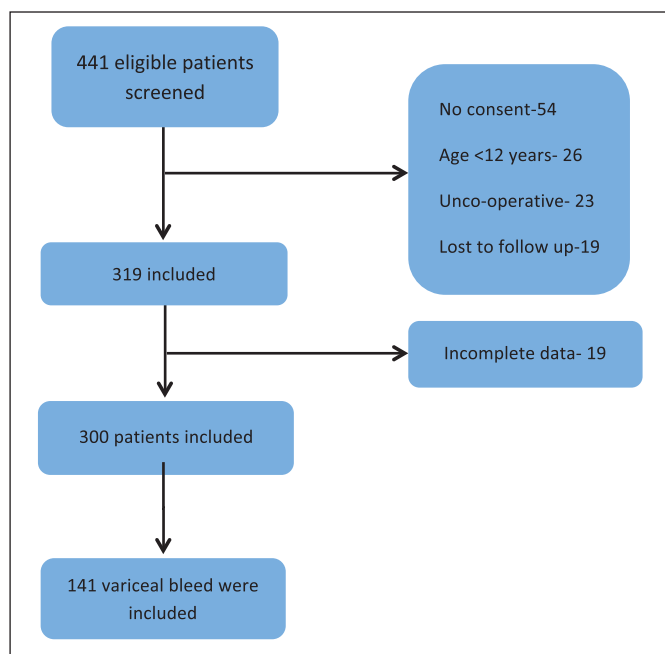 441 eligible patients
screened
No consent-54
Age <12 years- 26
Unco-operative- 23
Lost to follow up-19
319 included
Incomplete data- 19
300 patients included
141 variceal bleed were
included